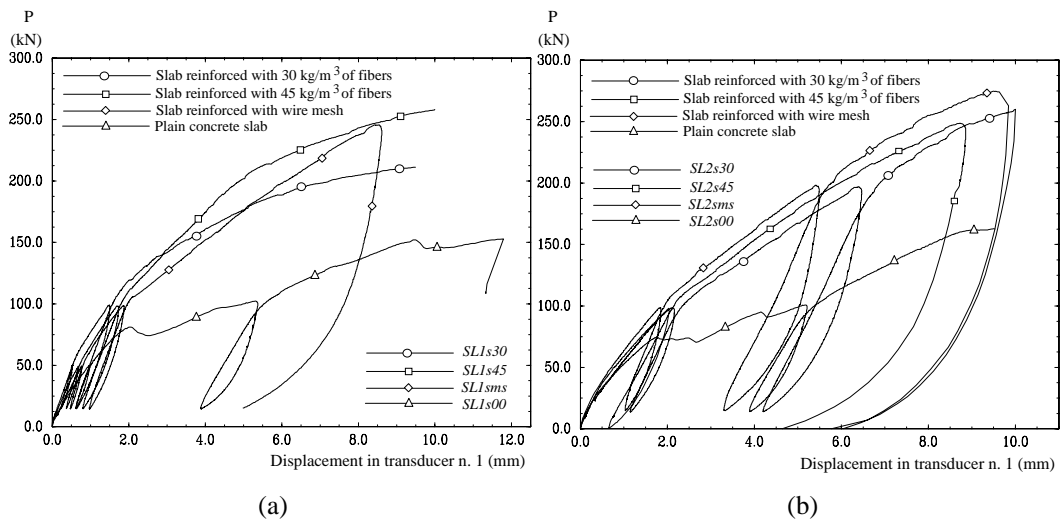 P
(kN)
300.0
250.0
200.0
150.0
100.0
50.0
0.0
0.0
2.0
4.0
6.0
8.0
10.0
12.0
Slab reinforced with 30 kg/m³ of fibers
Slab reinforced with 45 kg/m³ of fibers
Slab reinforced with wire mesh
Plain concrete slab
SL1s30
SL1s45
SL1sms
SL1s00
Displacement in transducer n. 1 (mm)
(a)
P
(kN)
300.0
250.0
200.0
150.0
100.0
50.0
0.0
0.0
2.0
4.0
6.0
8.0
10.0
Slab reinforced with 30 kg/m³ of fibers
Slab reinforced with 45 kg/m³ of fibers
Slab reinforced with wire mesh
Plain concrete slab
SL2s30
SL2s45
SL2sms
SL2s00
Displacement in transducer n. 1 (mm)
(b)